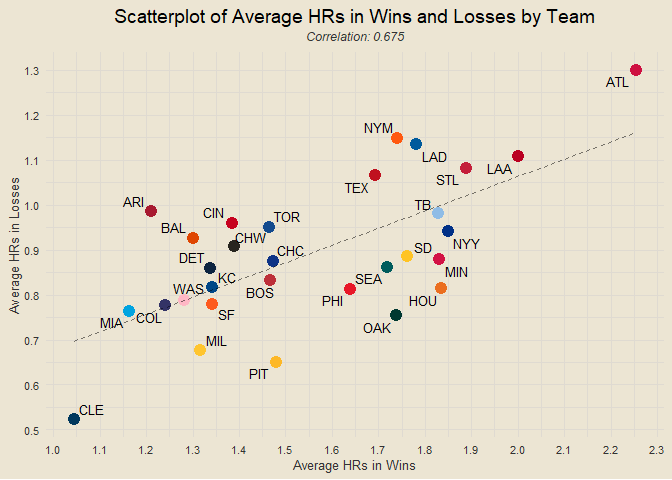 Scatterplot of Average HRs in Wins and Losses by Team
Correlation: 0.675
1.3
ATL
1.2
NYM
LAD
1.1
TEX
STL
LAA
1.0
ARI
CIN
TOR
TB
BAL
CHW
NYY
0.9
DET
CHC
SD
KC
SEA
MIN
WAS
BOS
PHI
HOU
0.8
MIA
COL
SF
OAK
0.7
MIL
PIT
0.6
CLE
0.5
1.0 1.1 1.2 1.3 1.4 1.5 1.6 1.7 1.8 1.9 2.0 2.1 2.2 2.3
Average HRs in Wins
Average HRs in Losses